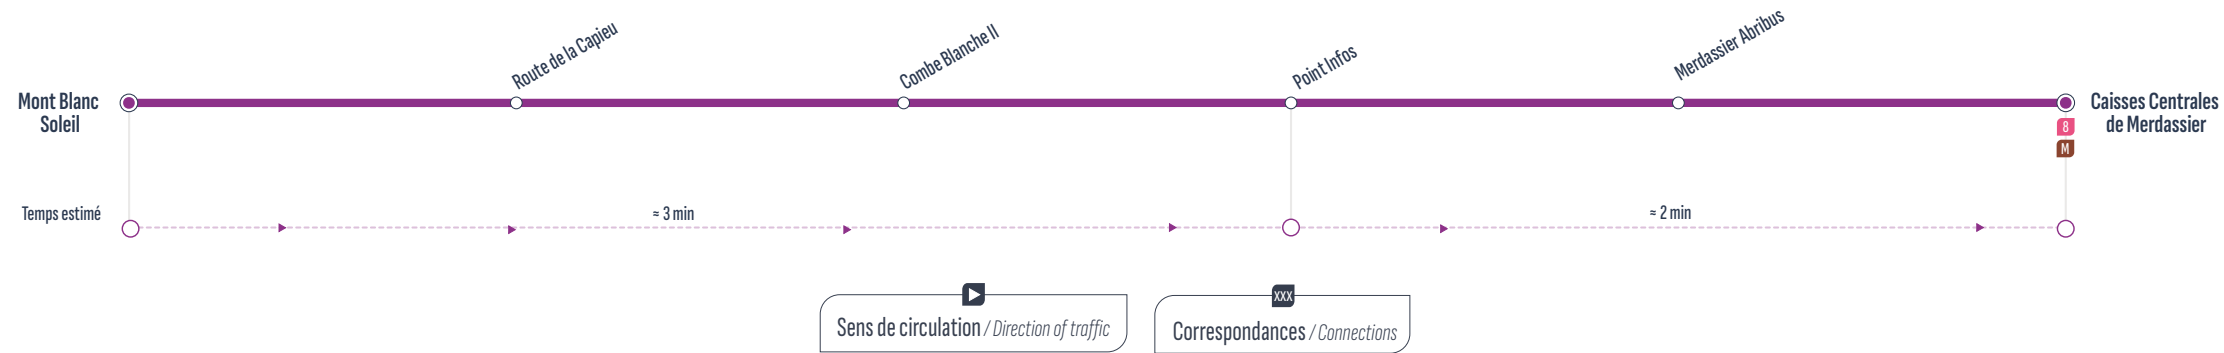 Route de la Capieu
Combe Blanche II
Point Infos
Merdassier Abribus
Mont Blanc
Soleil
Caisses Centrales
de Merdassier
8
M
Temps estimé
≈ 3 min
≈ 2 min
Sens de circulation / Direction of traffic
XXX
Correspondances / Connections